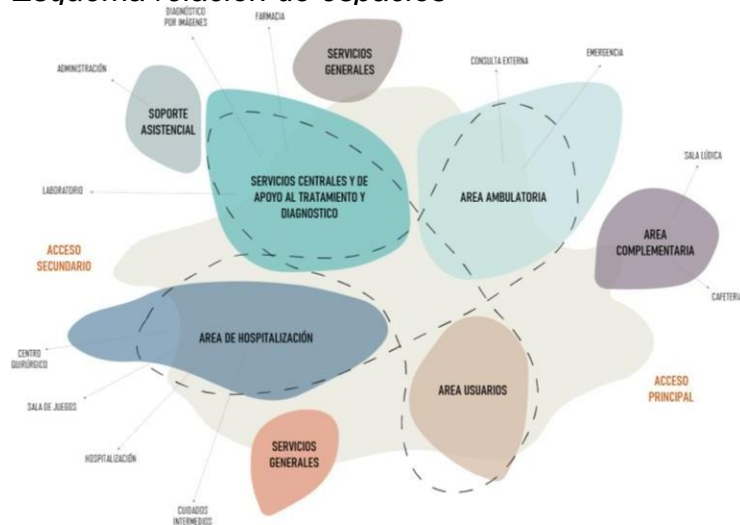 Esquema relación de espacios
DIAGNÓSTICO
POR IMÁGENES
FARMACIA
SERVICIOS
GENERALES
CONSULTA EXTERNA
EMERGENCIA
ADMINISTRACIÓN
SOPORTE
ASISTENCIAL
SALA LÚDICA
LABORATORIO
SERVICIOS CENTRALES Y DE
APOYO AL TRATAMIENTO Y
DIAGNOSTICO
AREA AMBULATORIA
AREA
COMPLEMENTARIA
ACCESO
SECUNDARIO
CAFETERIA
AREA DE HOSPITALIZACIÓN
CENTRO
QUIRÚRGICO
AREA USUARIOS
ACCESO
PRINCIPAL
SALA DE JUEGOS
SERVICIOS
GENERALES
HOSPITALIZACIÓN
CUIDADOS
INTERMEDIOS